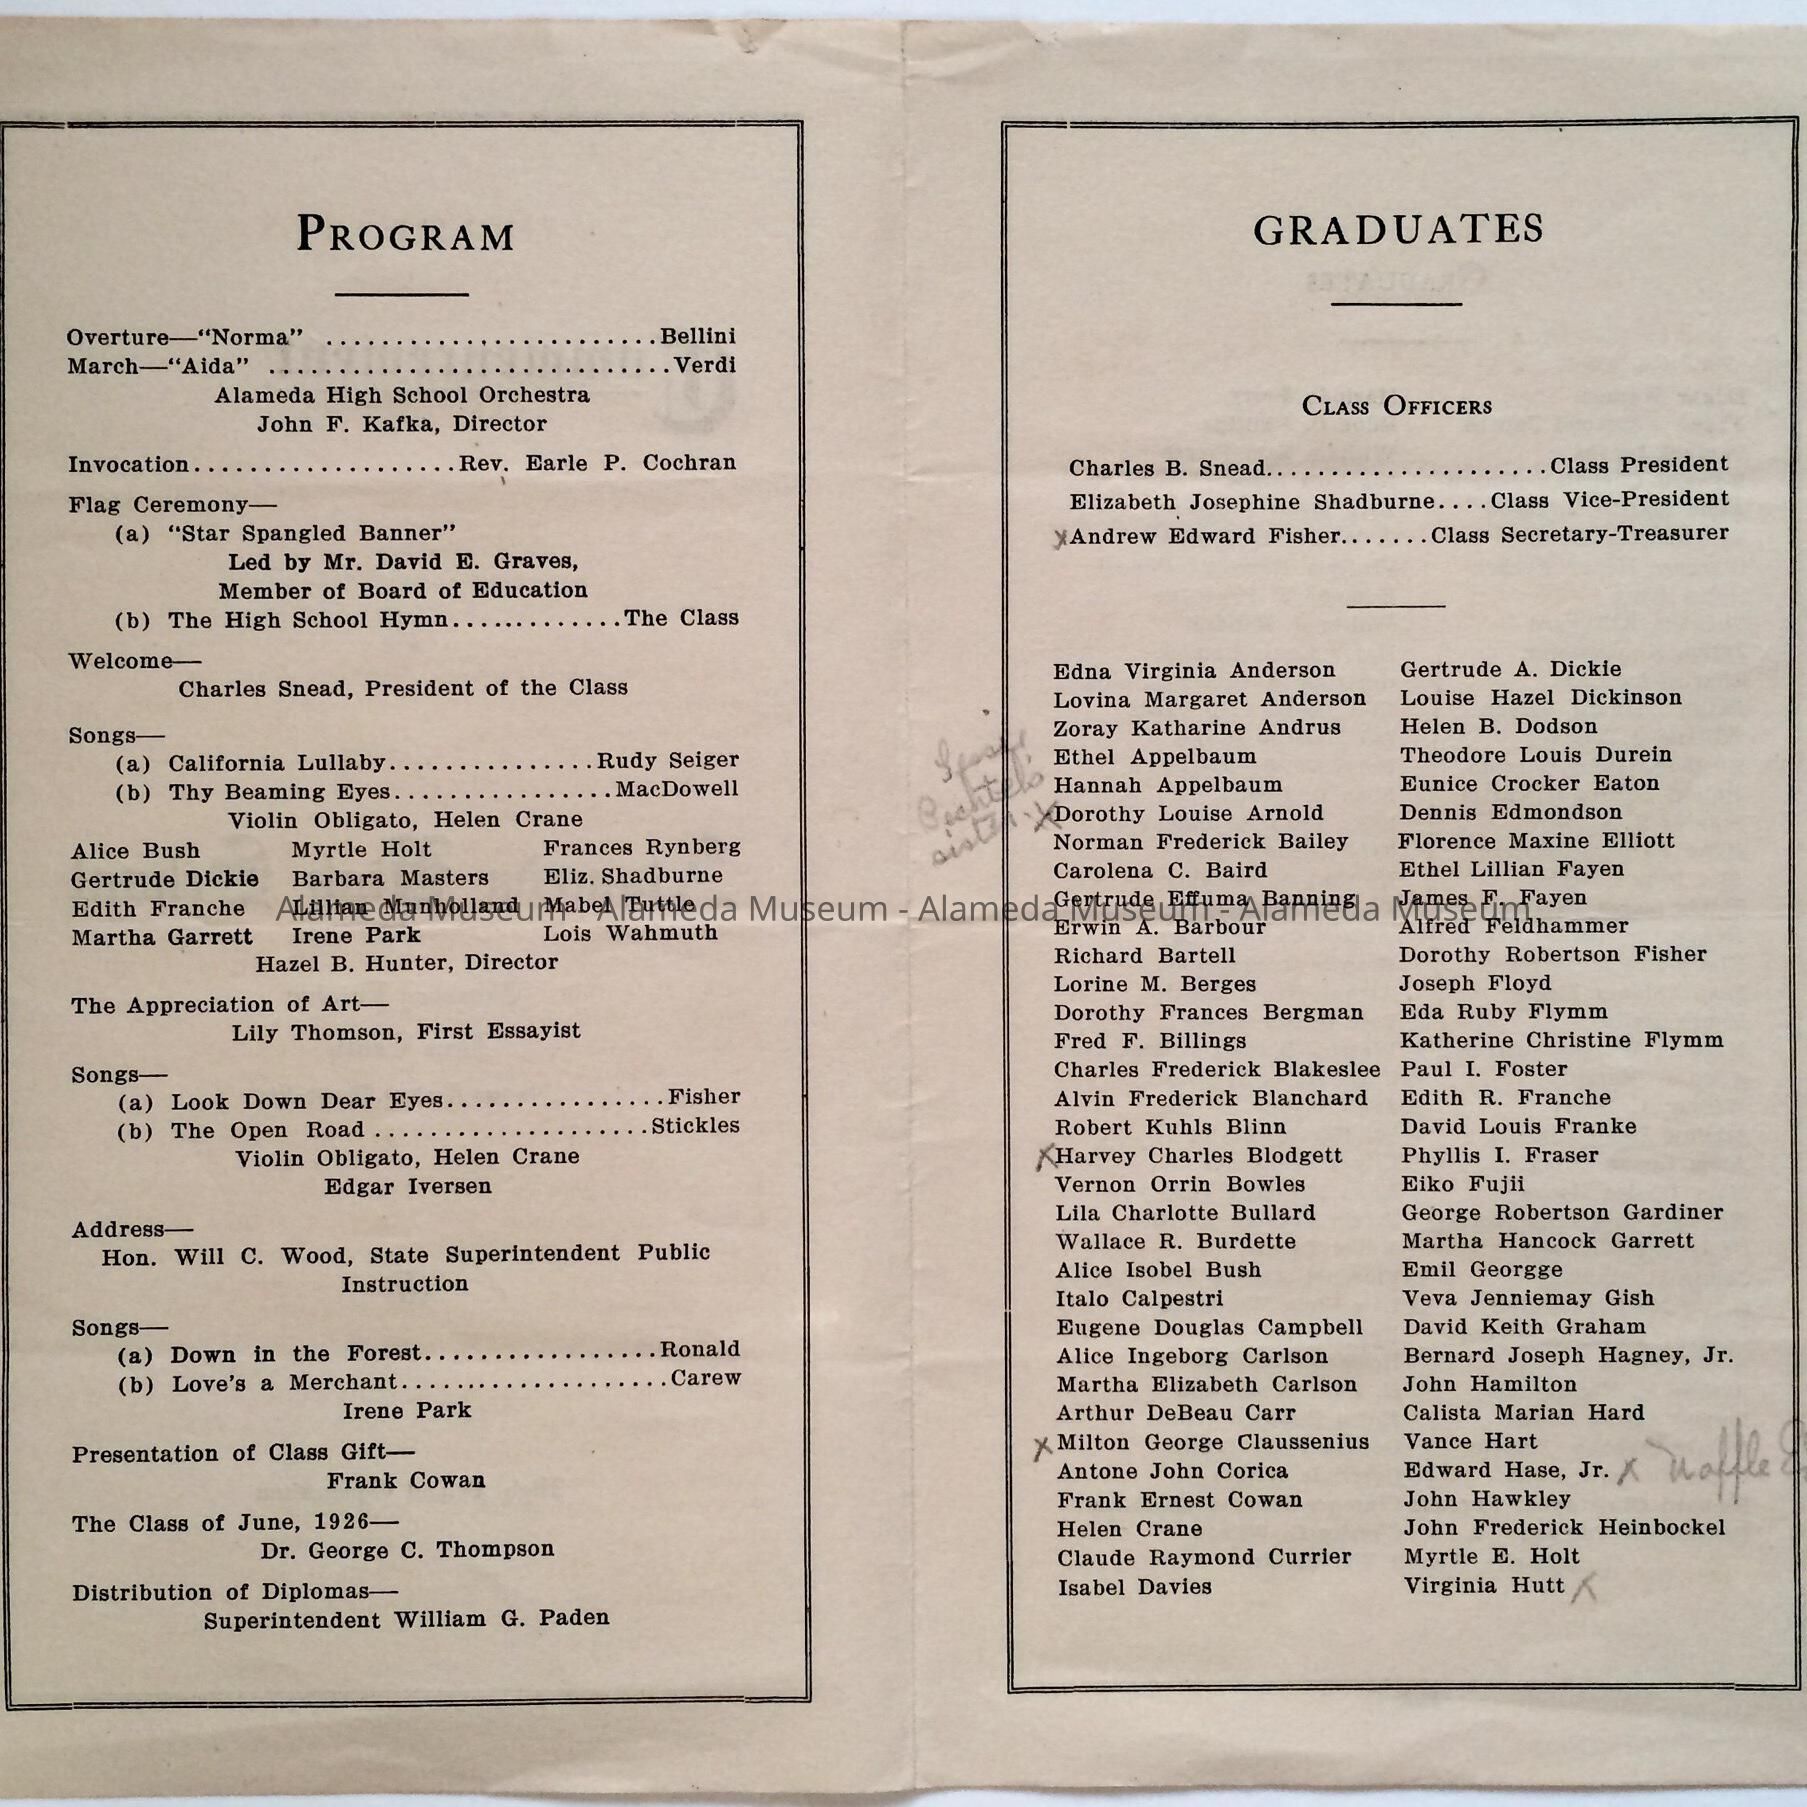 PROGRAM
Overture—“Norma” ........................Bellini
March—“Aida” .............................Verdi
Alameda High School Orchestra
John F. Kafka, Director
Invocation...................Rev. Earle P. Cochran
Flag Ceremony—
(a) “Star Spangled Banner”
Led by Mr. David E. Graves,
Member of Board of Education
(b) The High School Hymn.............The Class
Welcome—
Charles Snead, President of the Class
Songs—
(a) California Lullaby...............Rudy Seiger
(b) Thy Beaming Eyes................MacDowell
Violin Obligato, Helen Crane
Alice Bush Myrtle Holt Frances Rynberg
Gertrude Dickie Barbara Masters Eliz. Shadburne
Edith Franche Lillian Munholland Mabel Tuttle
Martha Garrett Irene Park Lois Wahmuth
Hazel B. Hunter, Director
The Appreciation of Art—
Lily Thomson, First Essayist
Songs—
(a) Look Down Dear Eyes................Fisher
(b) The Open Road ....................Stickles
Violin Obligato, Helen Crane
Edgar Iversen
Address—
Hon. Will C. Wood, State Superintendent Public
Instruction
Songs—
(a) Down in the Forest.................Ronald
(b) Love's a Merchant....................Carew
Irene Park
Presentation of Class Gift—
Frank Cowan
The Class of June, 1926—
Dr. George C. Thompson
Distribution of Diplomas—
Superintendent William G. Paden
GRADUATES
CLASS OFFICERS
Charles B. Snead......................Class President
Elizabeth Josephine Shadburne....Class Vice-President
x Andrew Edward Fisher.......Class Secretary-Treasurer
Edna Virginia Anderson
Lovina Margaret Anderson
Zoray Katharine Andrus
Ethel Appelbaum
Hannah Appelbaum
sister x Dorothy Louise Arnold
Norman Frederick Bailey
Carolena C. Baird
Gertrude Effuma Banning
Erwin A. Barbour
Richard Bartell
Lorine M. Berges
Dorothy Frances Bergman
Fred F. Billings
Charles Frederick Blakeslee
Alvin Frederick Blanchard
Robert Kuhls Blinn
x Harvey Charles Blodgett
Vernon Orrin Bowles
Lila Charlotte Bullard
Wallace R. Burdette
Alice Isobel Bush
Italo Calpestri
Eugene Douglas Campbell
Alice Ingeborg Carlson
Martha Elizabeth Carlson
Arthur DeBeau Carr
x Milton George Claussenius
Antone John Corica
Frank Ernest Cowan
Helen Crane
Claude Raymond Currier
Isabel Davies
Gertrude A. Dickie
Louise Hazel Dickinson
Helen B. Dodson
Theodore Louis Durein
Eunice Crocker Eaton
Dennis Edmondson
Florence Maxine Elliott
Ethel Lillian Fayen
James F. Fayen
Alfred Feldhammer
Dorothy Robertson Fisher
Joseph Floyd
Eda Ruby Flymm
Katherine Christine Flymm
Paul I. Foster
Edith R. Franche
David Louis Franke
Phyllis I. Fraser
Eiko Fujii
George Robertson Gardiner
Martha Hancock Garrett
Emil Georgge
Veva Jenniemay Gish
David Keith Graham
Bernard Joseph Hagney, Jr.
John Hamilton
Calista Marian Hard
Vance Hart
Edward Hase, Jr. x Waffle
John Hawkley
John Frederick Heinbockel
Myrtle E. Holt
Virginia Hutt x
Alameda Museum - Alameda Museum - Alameda Museum - Alameda Museum